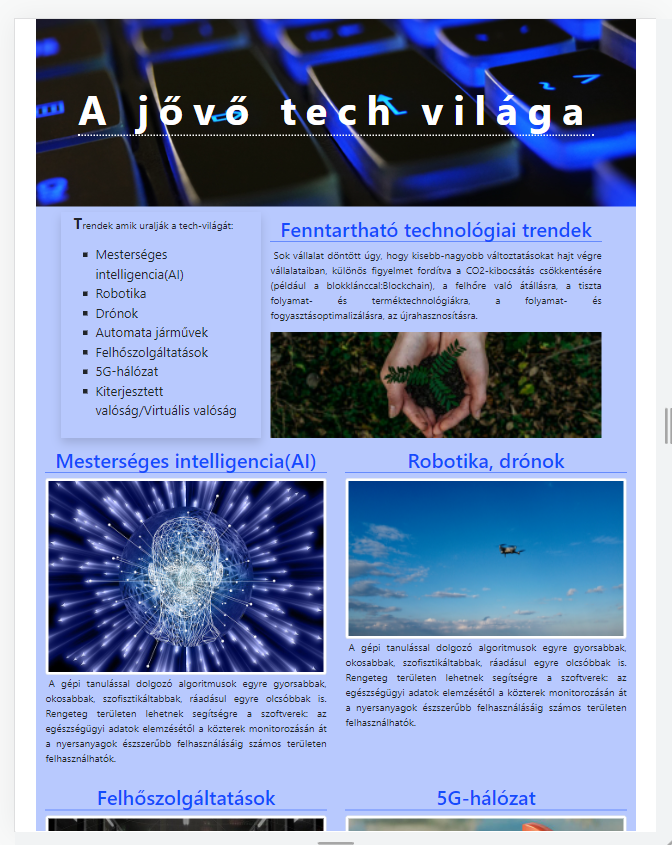 A jővő tech világa
Trendek amik uralják a tech-világát:
Mesterséges
intelligencia(AI)
Robotika
Drónok
Automata járművek
Felhőszolgáltatások
5G-hálózat
Kiterjesztett
valóság/Virtuális valóság
Fenntartható technológiai trendek
Sok vállalat döntött úgy, hogy kisebb-nagyobb változtatásokat hajt végre
vállalataiban, különös figyelmet fordítva a CO2-kibocsátás csökkentésére
(például a blokklánccal:Blockchain), a felhőre való átállásra, a tiszta
folyamat- és terméktechnológiákra, a folyamat- és
fogyasztásoptimalizálásra, az újrahasznosításra.
Mesterséges intelligencia(AI)
A gépi tanulással dolgozó algoritmusok egyre gyorsabbak,
okosabbak, szofisztikáltabbak, ráadásul egyre olcsóbbak is.
Rengeteg területen lehetnek segítségre a szoftverek: az
egészségügyi adatok elemzésétől a közterek monitorozásán át
a nyersanyagok észszerűbb felhasználásáig számos területen
felhasználhatók.
Robotika, drónok
A gépi tanulással dolgozó algoritmusok egyre gyorsabbak,
okosabbak, szofisztikáltabbak, ráadásul egyre olcsóbbak is.
Rengeteg területen lehetnek segítségre a szoftverek: az
egészségügyi adatok elemzésétől a közterek monitorozásán át
a nyersanyagok észszerűbb felhasználásáig számos területen
felhasználhatók.
Felhőszolgáltatások
5G-hálózat